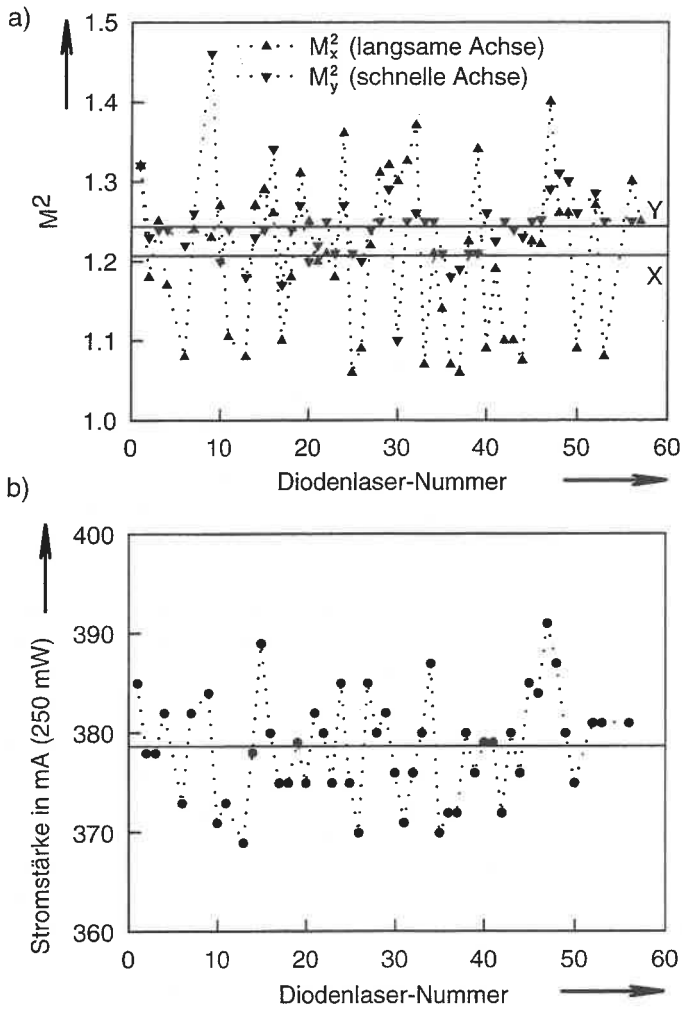 a)
1.5
1.4
1.3
1.2
1.1
1.0
M²
M²x (langsame Achse)
M²y (schnelle Achse)
Y
X
0 10 20 30 40 50 60
Diodenlaser-Nummer
b)
400
390
380
370
360
Stromstärke in mA (250 mW)
0 10 20 30 40 50 60
Diodenlaser-Nummer